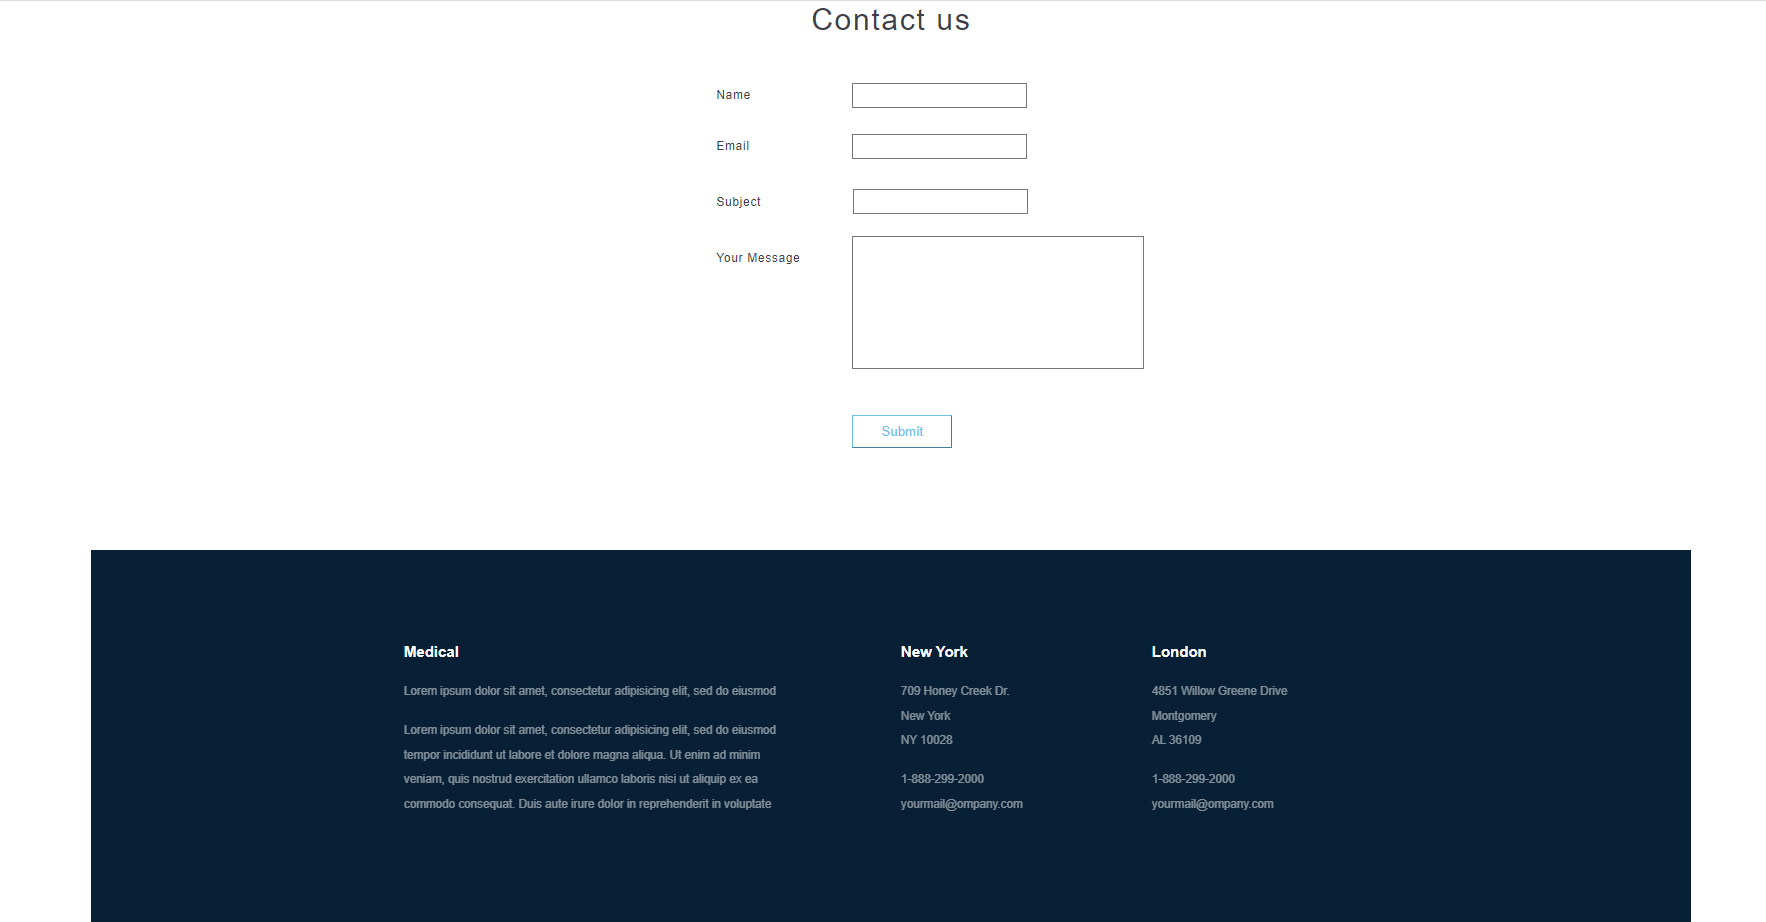 Contact us
Name
Email
Subject
Your Message
Submit
Medical
Lorem ipsum dolor sit amet, consectetur adipisicing elit, sed do eiusmod
Lorem ipsum dolor sit amet, consectetur adipisicing elit, sed do eiusmod
tempor incididunt ut labore et dolore magna aliqua. Ut enim ad minim
veniam, quis nostrud exercitation ullamco laboris nisi ut aliquip ex ea
commodo consequat. Duis aute irure dolor in reprehenderit in voluptate
New York
709 Honey Creek Dr.
New York
NY 10028
1-888-299-2000
yourmail@ompany.com
London
4851 Willow Greene Drive
Montgomery
AL 36109
1-888-299-2000
yourmail@ompany.com